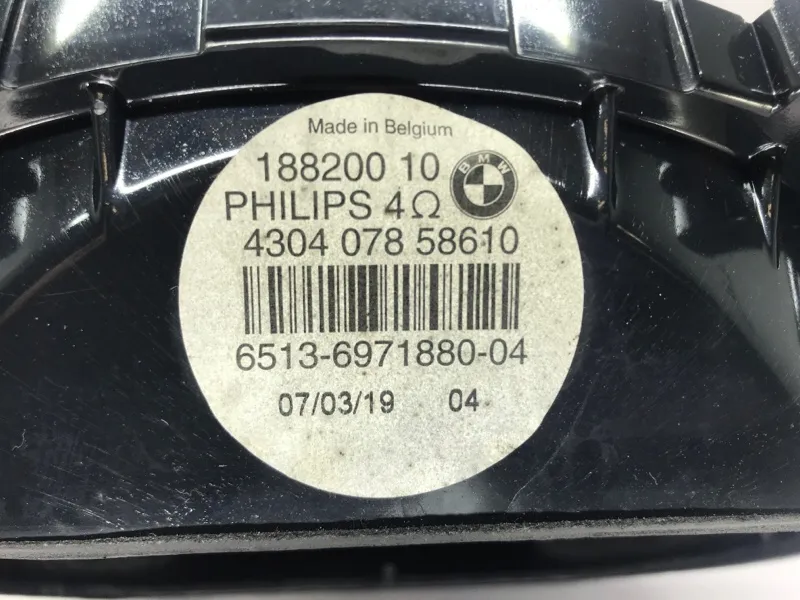 Made in Belgium
188200 10 BMW
PHILIPS 4Ω
4304 078 58610
6513-6971880-04
07/03/19 04